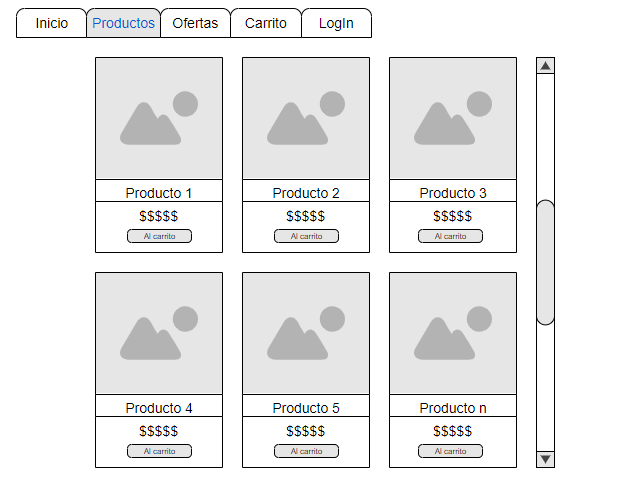 Inicio Productos Ofertas Carrito LogIn
Producto 1 Producto 2 Producto 3
$$$$$ $$$$$ $$$$$
Al carrito Al carrito Al carrito
Producto 4 Producto 5 Producto n
$$$$$ $$$$$ $$$$$
Al carrito Al carrito Al carrito